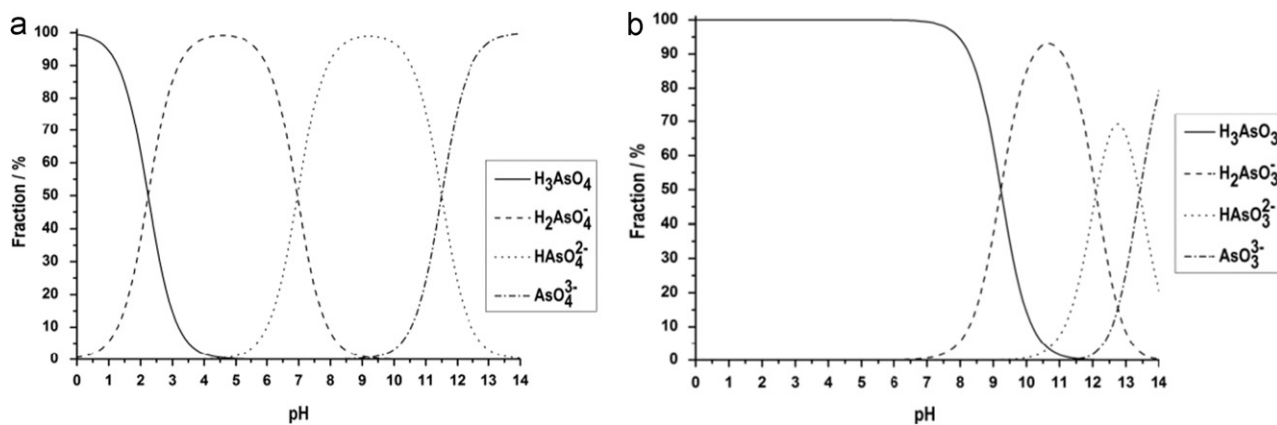 a
100
90
80
70
60
50
40
30
20
10
0
Fraction / %
0 1 2 3 4 5 6 7 8 9 10 11 12 13 14
pH
H₃AsO₄
H₂AsO₄⁻
HAsO₄²⁻
AsO₄³⁻
b
100
90
80
70
60
50
40
30
20
10
0
Fraction / %
0 1 2 3 4 5 6 7 8 9 10 11 12 13 14
pH
H₃AsO₃
H₂AsO₃⁻
HAsO₃²⁻
AsO₃³⁻